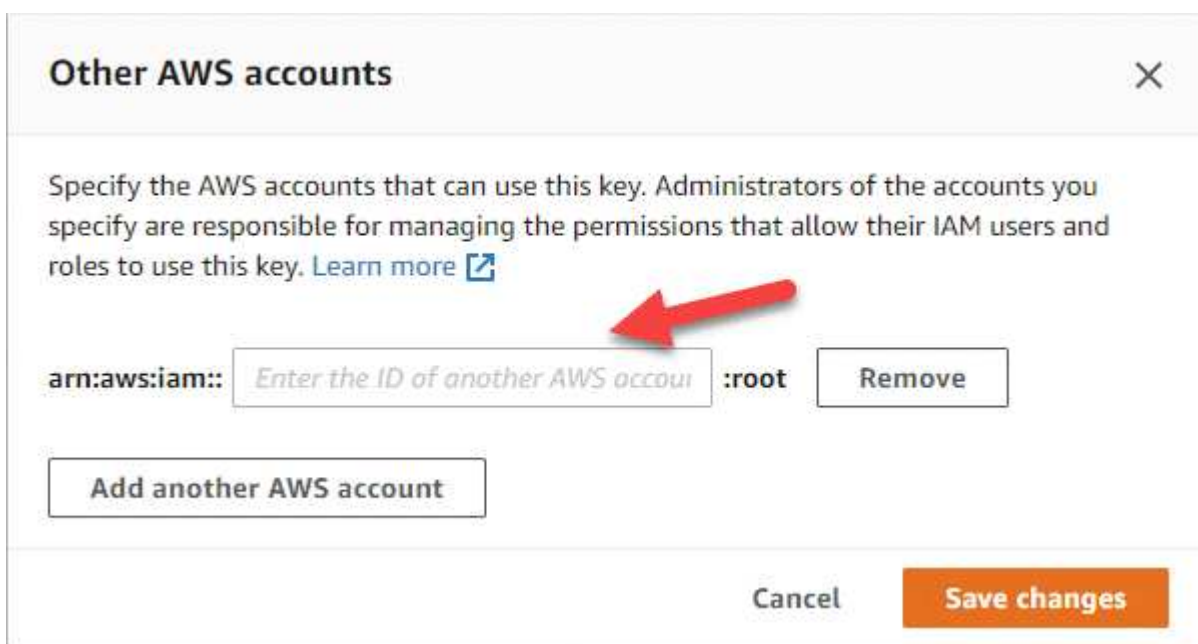 Other AWS accounts
Specify the AWS accounts that can use this key. Administrators of the accounts you
specify are responsible for managing the permissions that allow their IAM users and
roles to use this key. Learn more
arn:aws:iam:: Enter the ID of another AWS accou :root Remove
Add another AWS account
Cancel Save changes